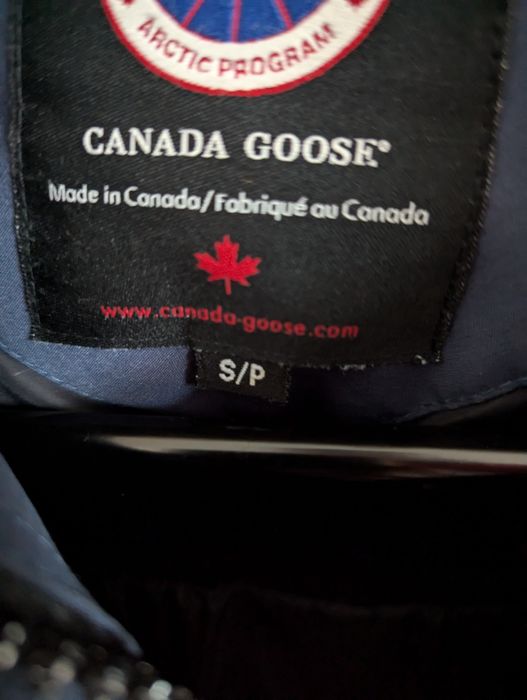 ARCTIC PROGRAM
CANADA GOOSE®
Made in Canada/Fabriqué au Canada
www.canada-goose.com
S/P